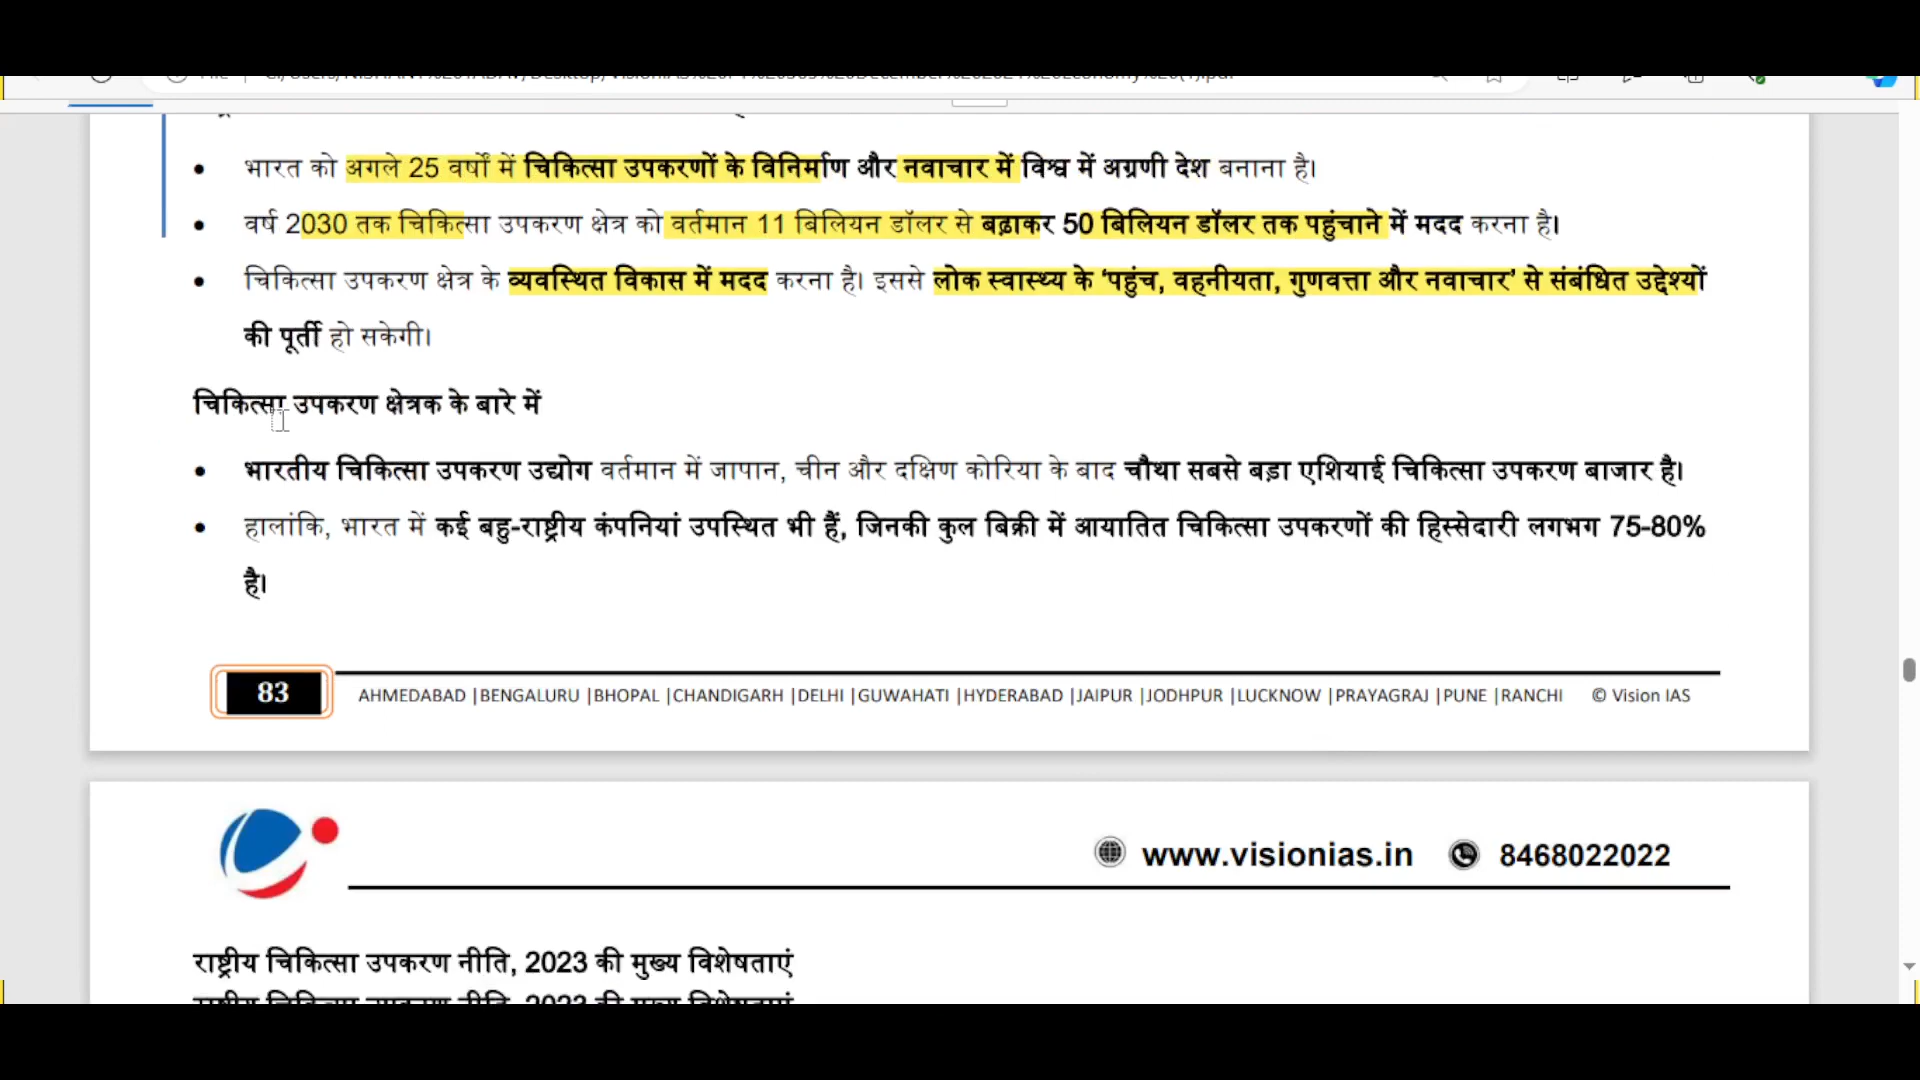 भारत को अगले 25 वर्षों में चिकित्सा उपकरणों के विनिर्माण और नवाचार में विश्व में अग्रणी देश बनाना है।
वर्ष 2030 तक चिकित्सा उपकरण क्षेत्र को वर्तमान 11 बिलियन डॉलर से बढ़ाकर 50 बिलियन डॉलर तक पहुंचाने में मदद करना है।
चिकित्सा उपकरण क्षेत्र के व्यवस्थित विकास में मदद करना है। इससे लोक स्वास्थ्य के ‘पहुंच, वहनीयता, गुणवत्ता और नवाचार’ से संबंधित उद्देश्यों
की पूर्ती हो सकेगी।
चिकित्सा उपकरण क्षेत्रक के बारे में
भारतीय चिकित्सा उपकरण उद्योग वर्तमान में जापान, चीन और दक्षिण कोरिया के बाद चौथा सबसे बड़ा एशियाई चिकित्सा उपकरण बाजार है।
हालांकि, भारत में कई बहु-राष्ट्रीय कंपनियां उपस्थित भी हैं, जिनकी कुल बिक्री में आयातित चिकित्सा उपकरणों की हिस्सेदारी लगभग 75-80%
है।
83 AHMEDABAD |BENGALURU |BHOPAL |CHANDIGARH |DELHI |GUWAHATI |HYDERABAD |JAIPUR |JODHPUR |LUCKNOW |PRAYAGRAJ |PUNE |RANCHI © Vision IAS
www.visionias.in 8468022022
राष्ट्रीय चिकित्सा उपकरण नीति, 2023 की मुख्य विशेषताएं
राष्ट्रीय चिकित्सा उपकरण नीति, 2023 की मुख्य विशेषताएं